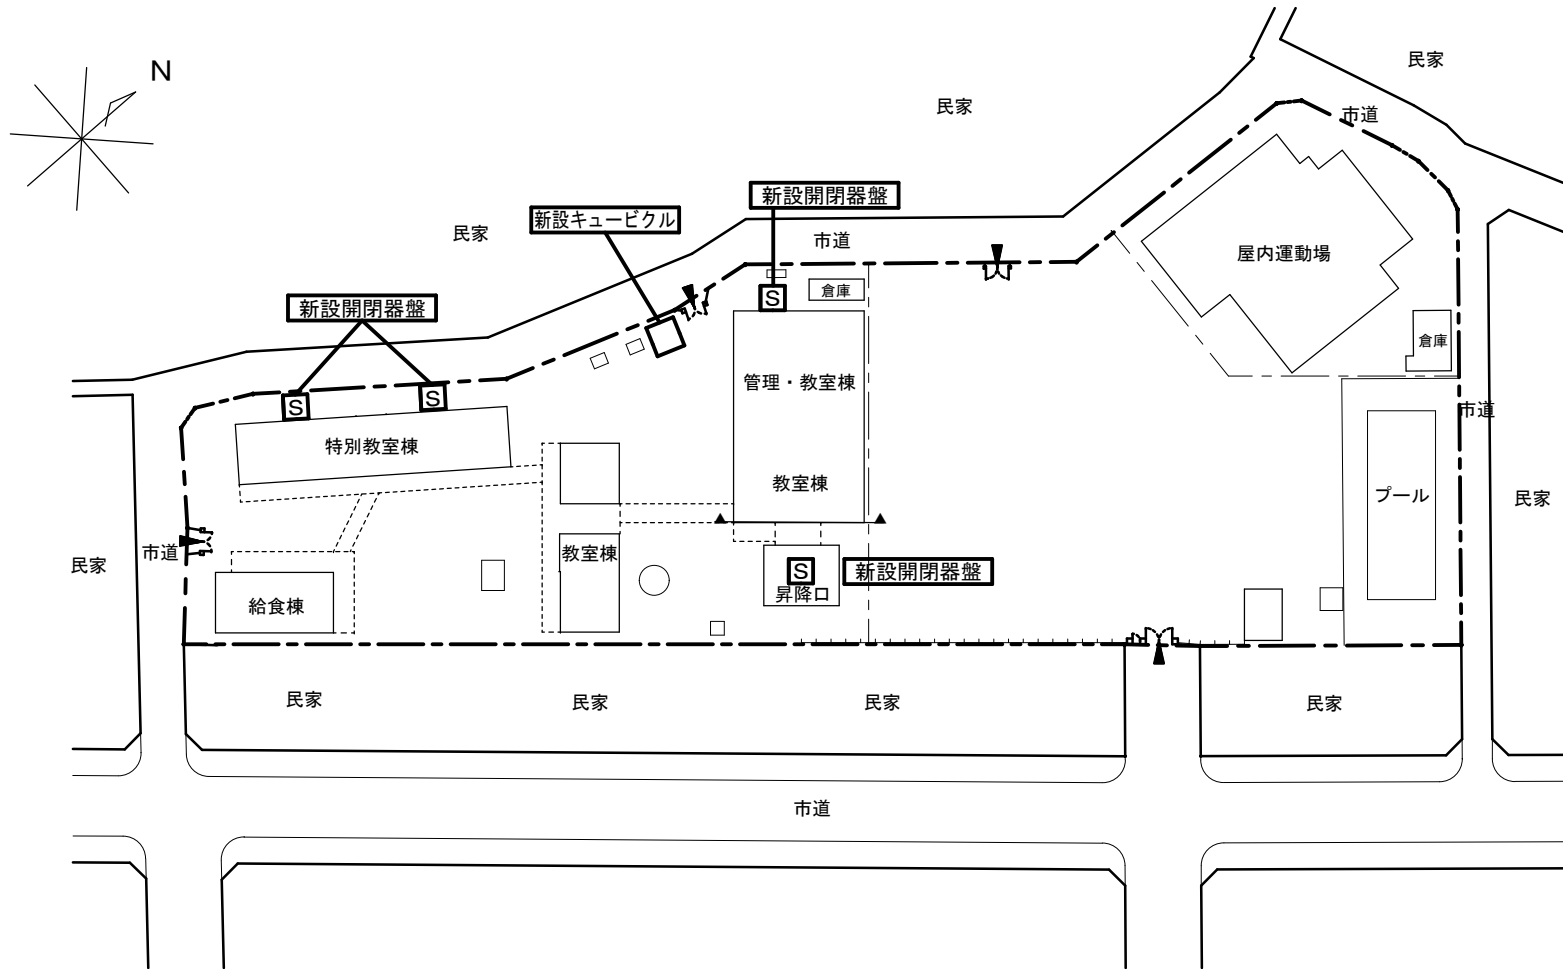 民家
N
民家
市道
新設開閉器盤
新設キュービクル
民家
市道
屋内運動場
S
倉庫
新設開閉器盤
倉庫
管理・教室棟
S
S
市道
特別教室棟
教室棟
プール
民家
市道
教室棟
民家
S
新設開閉器盤
昇降口
給食棟
民家
民家
民家
民家
市道